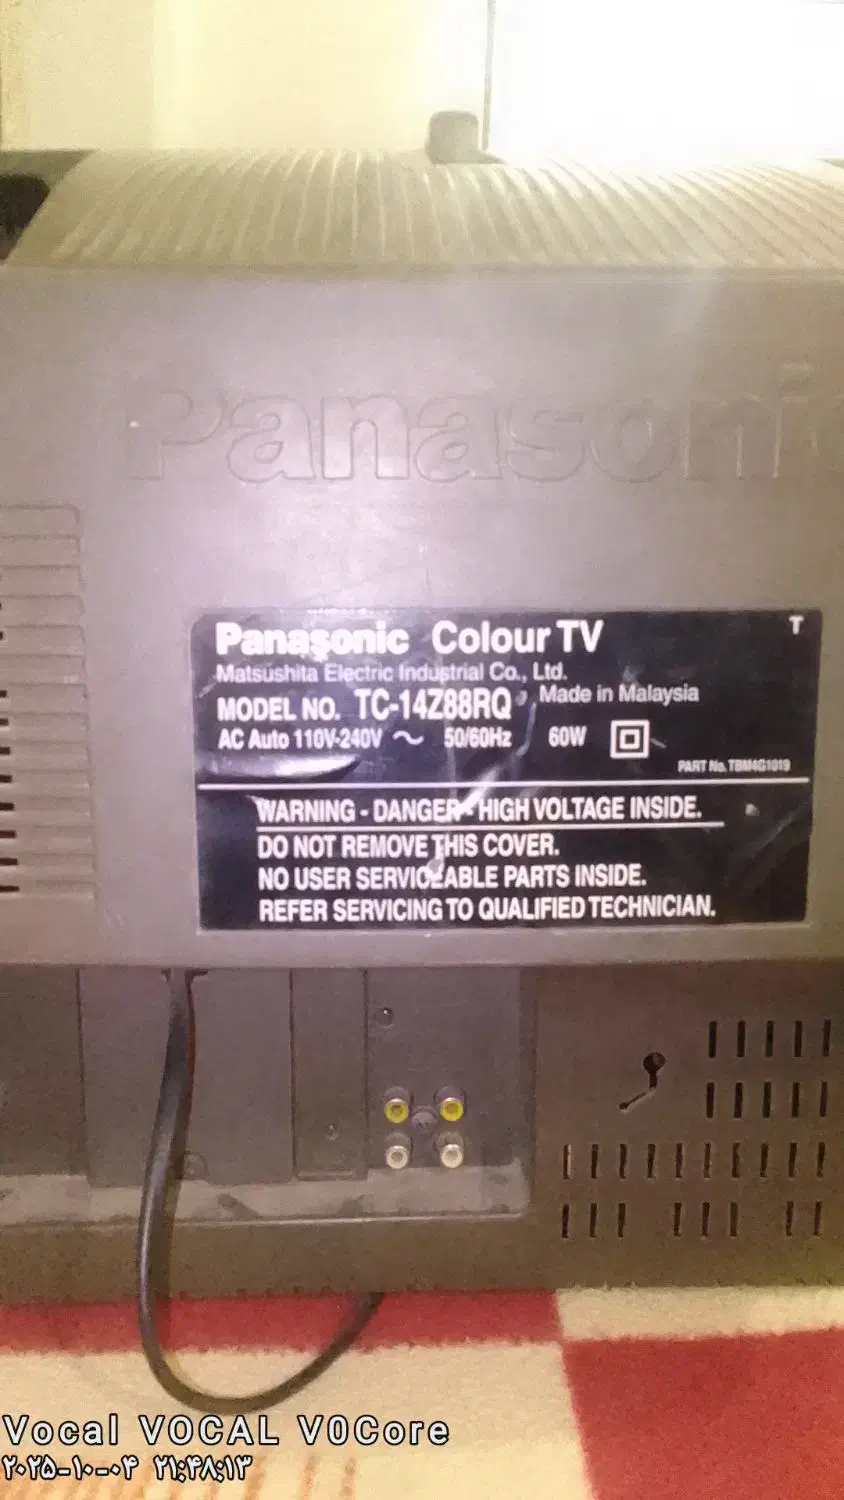 Panasonic
Panasonic Colour TV
T
Matsushita Electric Industrial Co., Ltd.
MODEL NO. TC-14Z88RQ Made in Malaysia
AC Auto 110V-240V ~ 50/60Hz 60W
PART No. TBM4G1019
WARNING - DANGER - HIGH VOLTAGE INSIDE.
DO NOT REMOVE THIS COVER.
NO USER SERVICEABLE PARTS INSIDE.
REFER SERVICING TO QUALIFIED TECHNICIAN.
Vocal VOCAL V0Core
۲۰۲۵-۱۰-۰۴ ۲۱:۴۸:۱۳